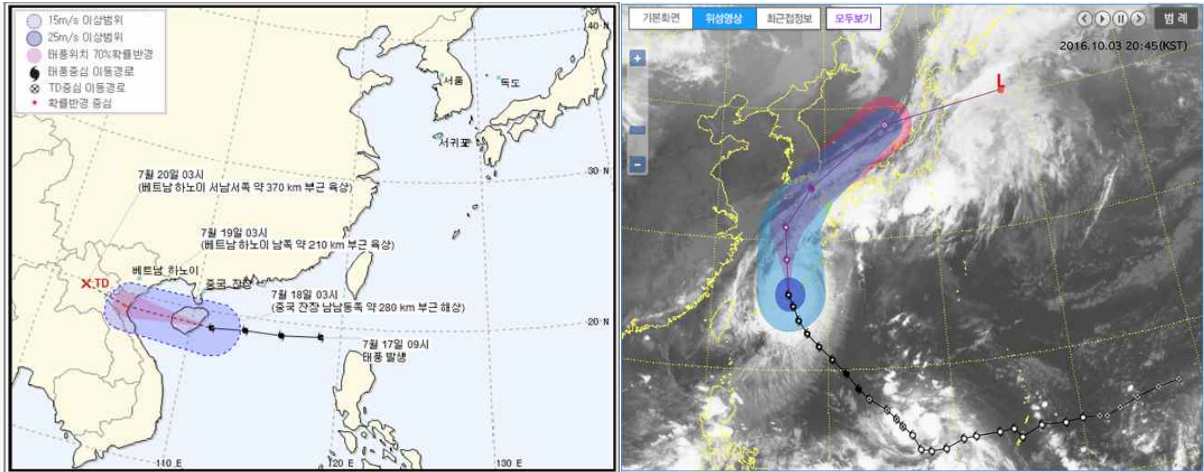 15m/s 이상범위
25m/s 이상범위
태풍위치 70%확률반경
태풍중심 이동경로
TD중심 이동경로
확률반경 중심
40 N
서울
독도
서귀포
30 N
7월 20일 03시
(베트남 하노이 서남서쪽 약 370 km 부근 육상)
7월 19일 03시
(베트남 하노이 남쪽 약 210 km 부근 육상)
베트남 하노이
TD
중국 잔장
7월 18일 03시
(중국 잔장 남남동쪽 약 280 km 부근 해상)
20 N
7월 17일 09시
태풍 발생
110 E
120 E
130 E
기본화면
위성영상
최근접정보
모두보기
범 례
2016.10.03 20:45(KST)
+
-
L